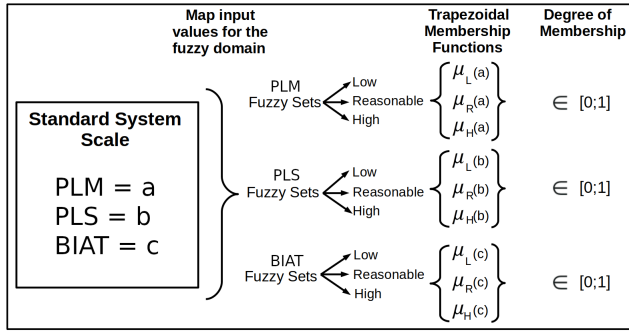 Map input
values for the
fuzzy domain
Trapezoidal
Membership
Functions
Degree of
Membership
Standard System
Scale
PLM = a
PLS = b
BIAT = c
PLM
Fuzzy Sets
Low
Reasonable
High
μL(a)
μR(a)
μH(a)
∈ [0;1]
PLS
Fuzzy Sets
Low
Reasonable
High
μL(b)
μR(b)
μH(b)
∈ [0;1]
BIAT
Fuzzy Sets
Low
Reasonable
High
μL(c)
μR(c)
μH(c)
∈ [0;1]